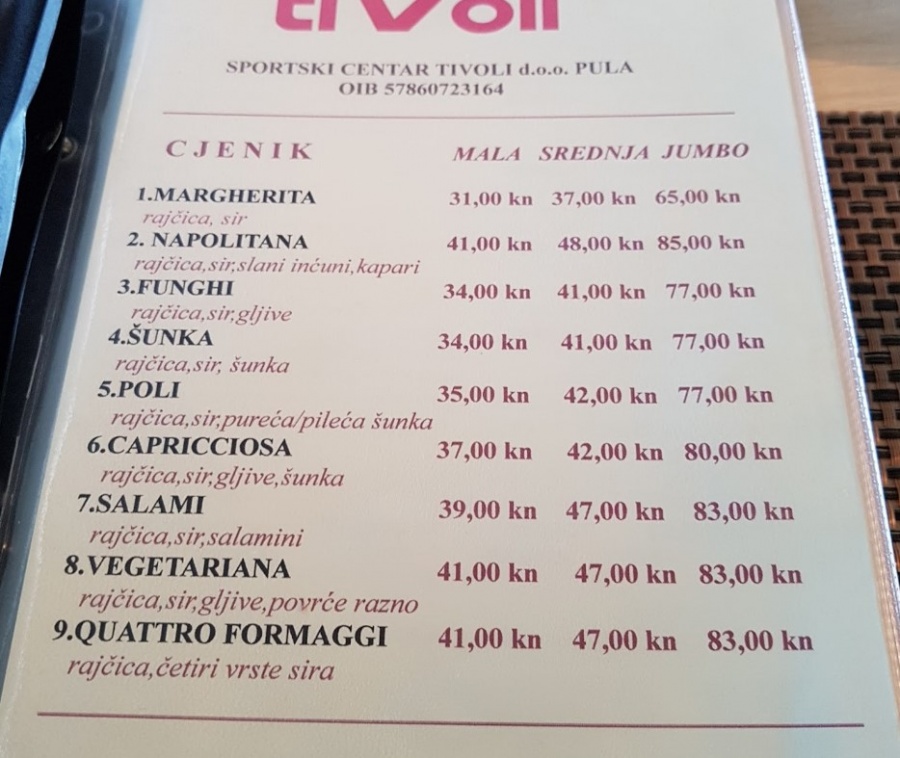 tivoli
SPORTSKI CENTAR TIVOLI d.o.o. PULA
OIB 57860723164
CJENIK MALA SREDNJA JUMBO
1.MARGHERITA 31,00 kn 37,00 kn 65,00 kn
rajčica, sir
2. NAPOLITANA 41,00 kn 48,00 kn 85,00 kn
rajčica,sir,slani inćuni,kapari
3.FUNGHI 34,00 kn 41,00 kn 77,00 kn
rajčica,sir,gljive
4.ŠUNKA 34,00 kn 41,00 kn 77,00 kn
rajčica,sir, šunka
5.POLI 35,00 kn 42,00 kn 77,00 kn
rajčica,sir,pureća/pileća šunka
6.CAPRICCIOSA 37,00 kn 42,00 kn 80,00 kn
rajčica,sir,gljive,šunka
7.SALAMI 39,00 kn 47,00 kn 83,00 kn
rajčica,sir,salamini
8.VEGETARIANA 41,00 kn 47,00 kn 83,00 kn
rajčica,sir,gljive,povrće razno
9.QUATTRO FORMAGGI 41,00 kn 47,00 kn 83,00 kn
rajčica,četiri vrste sira